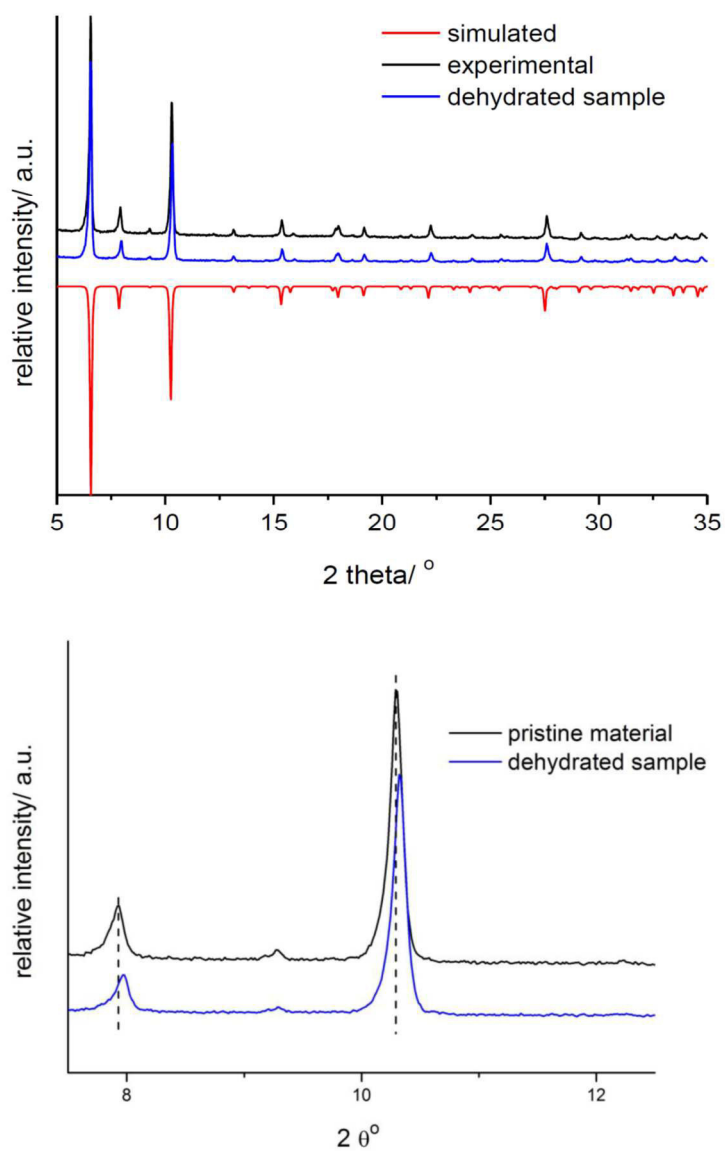 simulated
experimental
dehydrated sample
relative intensity/ a.u.
5 10 15 20 25 30 35
2 theta/ °
pristine material
dehydrated sample
relative intensity/ a.u.
8 10 12
2 θ°